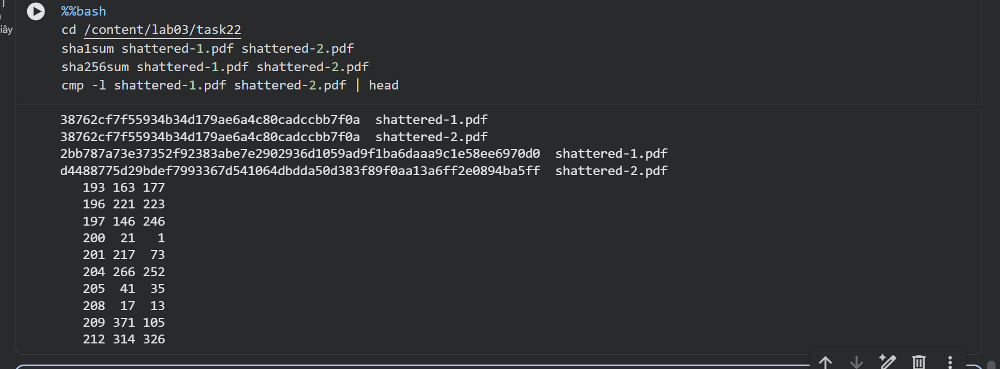 ]
iây
%%bash
cd /content/lab03/task22
sha1sum shattered-1.pdf shattered-2.pdf
sha256sum shattered-1.pdf shattered-2.pdf
cmp -l shattered-1.pdf shattered-2.pdf | head
38762cf7f55934b34d179ae6a4c80cadccbb7f0a  shattered-1.pdf
38762cf7f55934b34d179ae6a4c80cadccbb7f0a  shattered-2.pdf
2bb787a73e37352f92383abe7e2902936d1059ad9f1ba6daaa9c1e58ee6970d0  shattered-1.pdf
d4488775d29bdef7993367d541064dbdda50d383f89f0aa13a6ff2e0894ba5ff  shattered-2.pdf
193 163 177
196 221 223
197 146 246
200  21   1
201 217  73
204 266 252
205  41  35
208  17  13
209 371 105
212 314 326